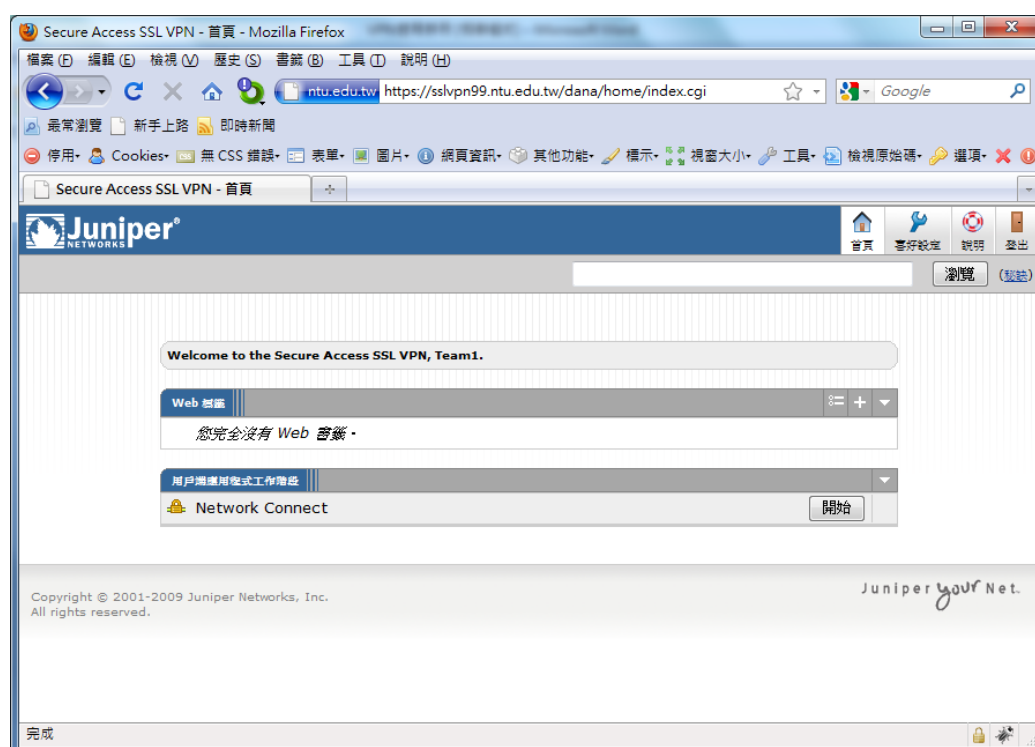 Secure Access SSL VPN - 首頁 - Mozilla Firefox
檔案(F) 編輯(E) 檢視(V) 歷史(S) 書籤(B) 工具(T) 說明(H)
ntu.edu.tw https://sslvpn99.ntu.edu.tw/dana/home/index.cgi Google
最常瀏覽 新手上路 即時新聞
停用 Cookies 無 CSS 錯誤 表單 圖片 網頁資訊 其他功能 標示 視窗大小 工具 檢視原始碼 選項
Secure Access SSL VPN - 首頁
Juniper®
NETWORKS
首頁 喜好設定 說明 登出
瀏覽 (秘訣)
Welcome to the Secure Access SSL VPN, Team1.
Web 書籤
您完全沒有 Web 書籤。
用戶端應用程式工作階段
Network Connect 開始
Copyright © 2001-2009 Juniper Networks, Inc.
All rights reserved.
Juniper your Net.
完成